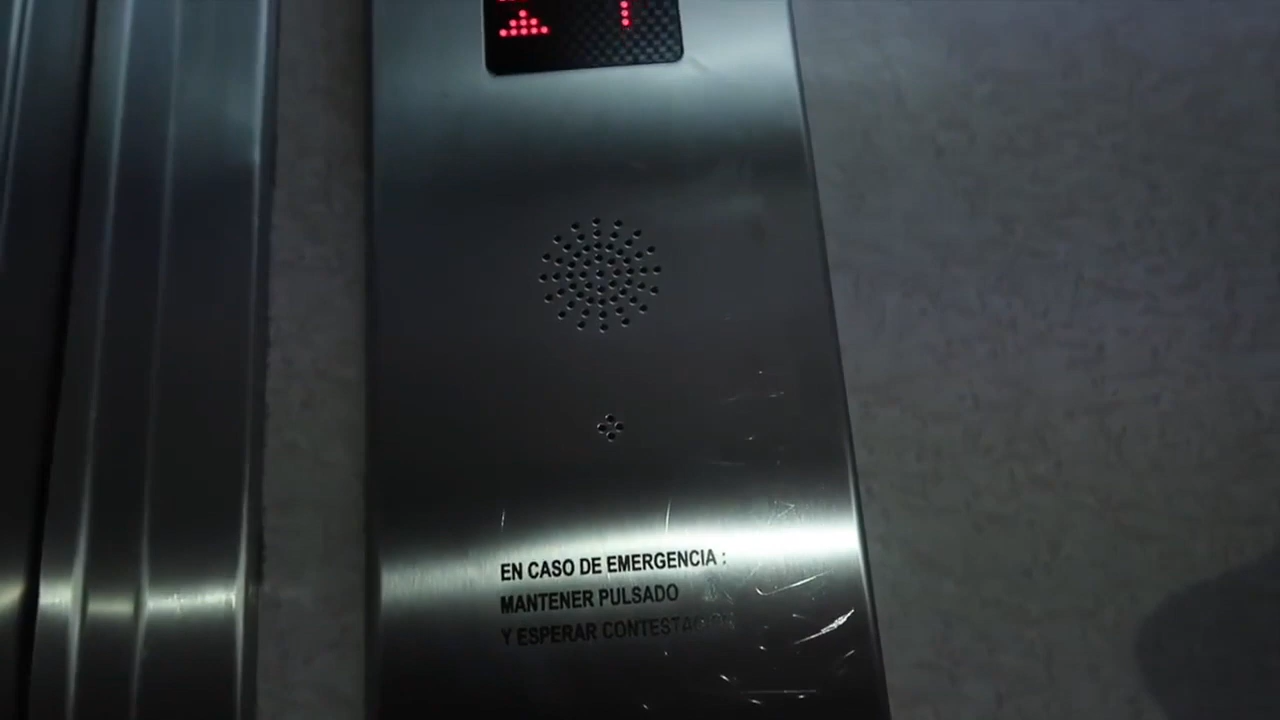 EN CASO DE EMERGENCIA :
MANTENER PULSADO
Y ESPERAR